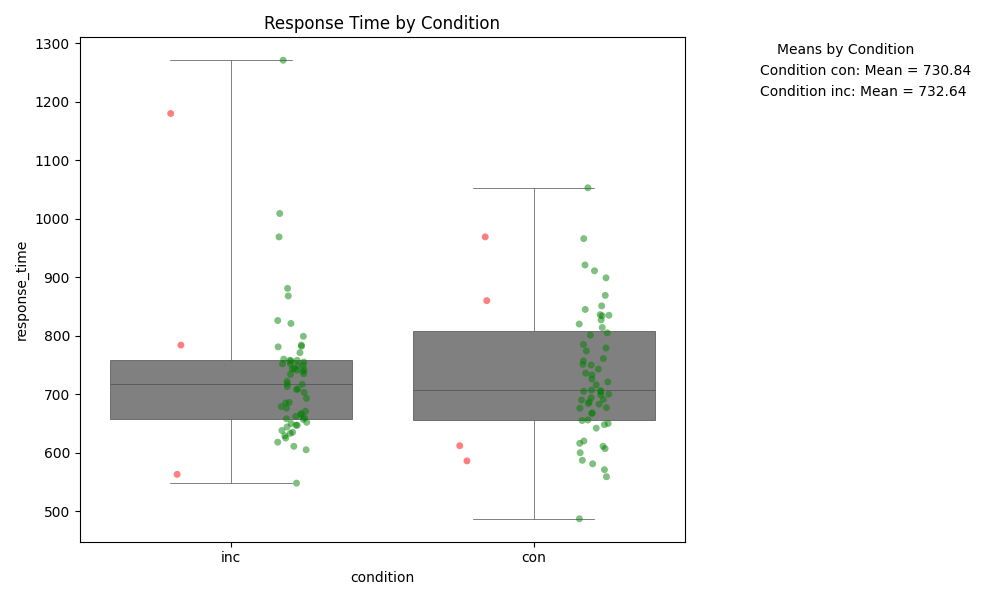 Response Time by Condition
Means by Condition
Condition con: Mean = 730.84
Condition inc: Mean = 732.64
1300
1200
1100
1000
900
800
700
600
500
response_time
inc
con
condition